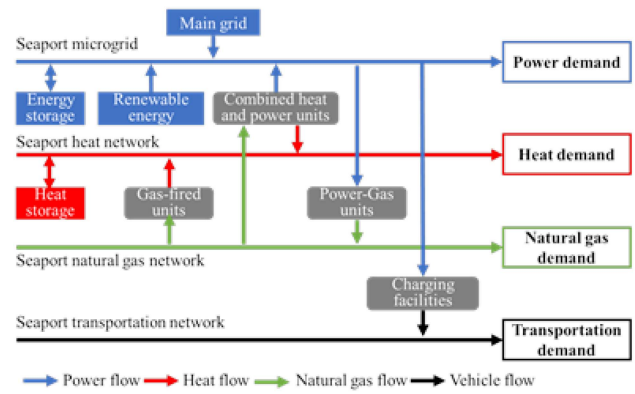 Main grid
Seaport microgrid
Power demand
Energy
storage
Renewable
energy
Combined heat
and power units
Seaport heat network
Heat demand
Heat
storage
Gas-fired
units
Power-Gas
units
Natural gas
demand
Seaport natural gas network
Charging
facilities
Seaport transportation network
Transportation
demand
Power flow
Heat flow
Natural gas flow
Vehicle flow